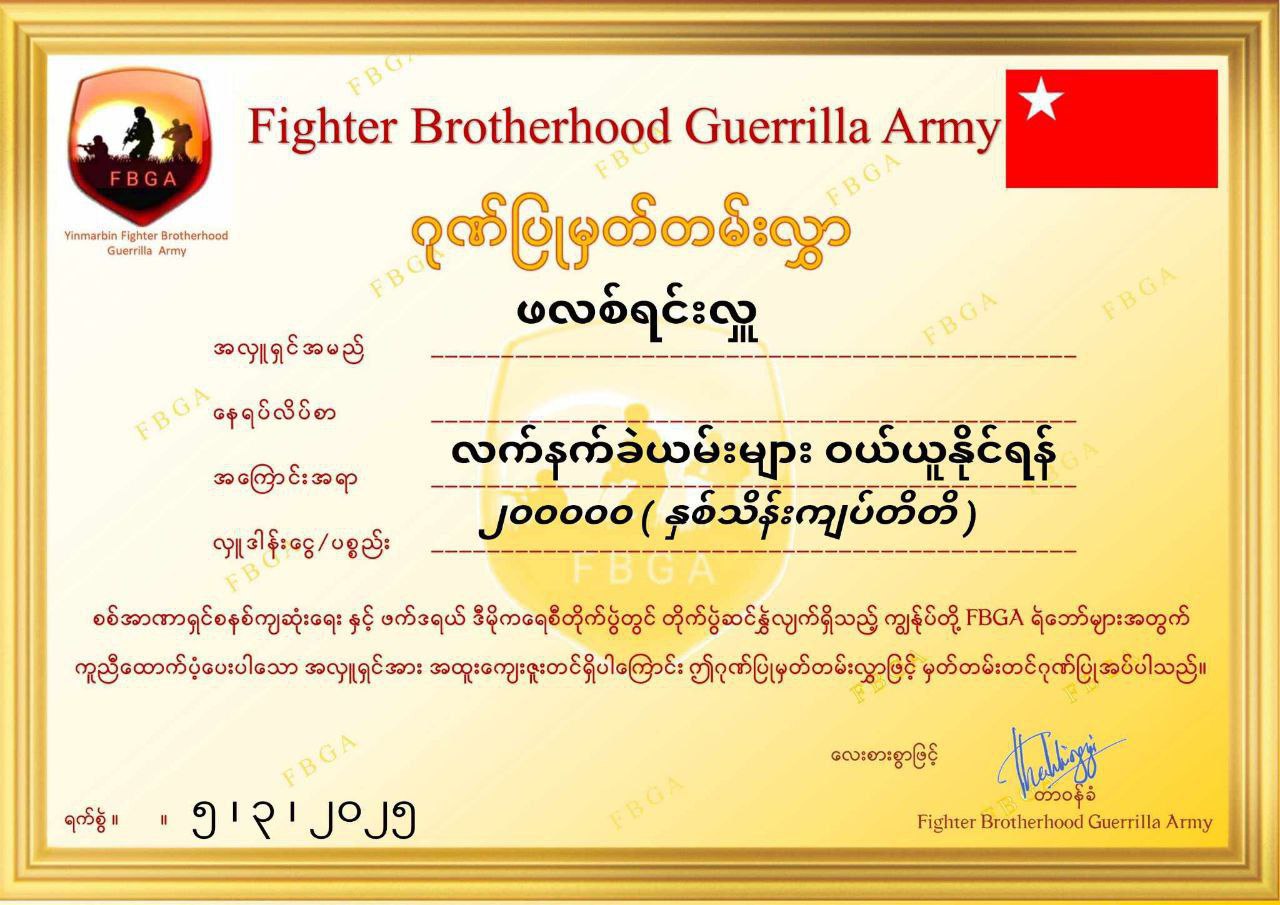 Fighter Brotherhood Guerrilla Army
FBGA
Yinmarbin Fighter Brotherhood
Guerrilla Army
ဂုဏ်ပြုမှတ်တမ်းလွှာ
အလှူရှင်အမည် ဖလစ်ရင်းလှူ
နေရပ်လိပ်စာ
အကြောင်းအရာ လက်နက်ခဲယမ်းများ ဝယ်ယူနိုင်ရန်
လှူဒါန်းငွေ/ပစ္စည်း ၂၀၀၀၀၀ ( နှစ်သိန်းကျပ်တိတိ )
FBGA
စစ်အာဏာရှင်စနစ်ကျဆုံးရေး နှင့် ဖက်ဒရယ် ဒီမိုကရေစီတိုက်ပွဲတွင် တိုက်ပွဲဆင်နွှဲလျက်ရှိသည့် ကျွန်ုပ်တို့ FBGA ရဲဘော်များအတွက်
ကူညီထောက်ပံ့ပေးပါသော အလှူရှင်အား အထူးကျေးဇူးတင်ရှိပါကြောင်း ဤဂုဏ်ပြုမှတ်တမ်းလွှာဖြင့် မှတ်တမ်းတင်ဂုဏ်ပြုအပ်ပါသည်။
လေးစားစွာဖြင့်
တာဝန်ခံ
Fighter Brotherhood Guerrilla Army
ရက်စွဲ ။ ။ ၅ ၊ ၃ ၊ ၂၀၂၅